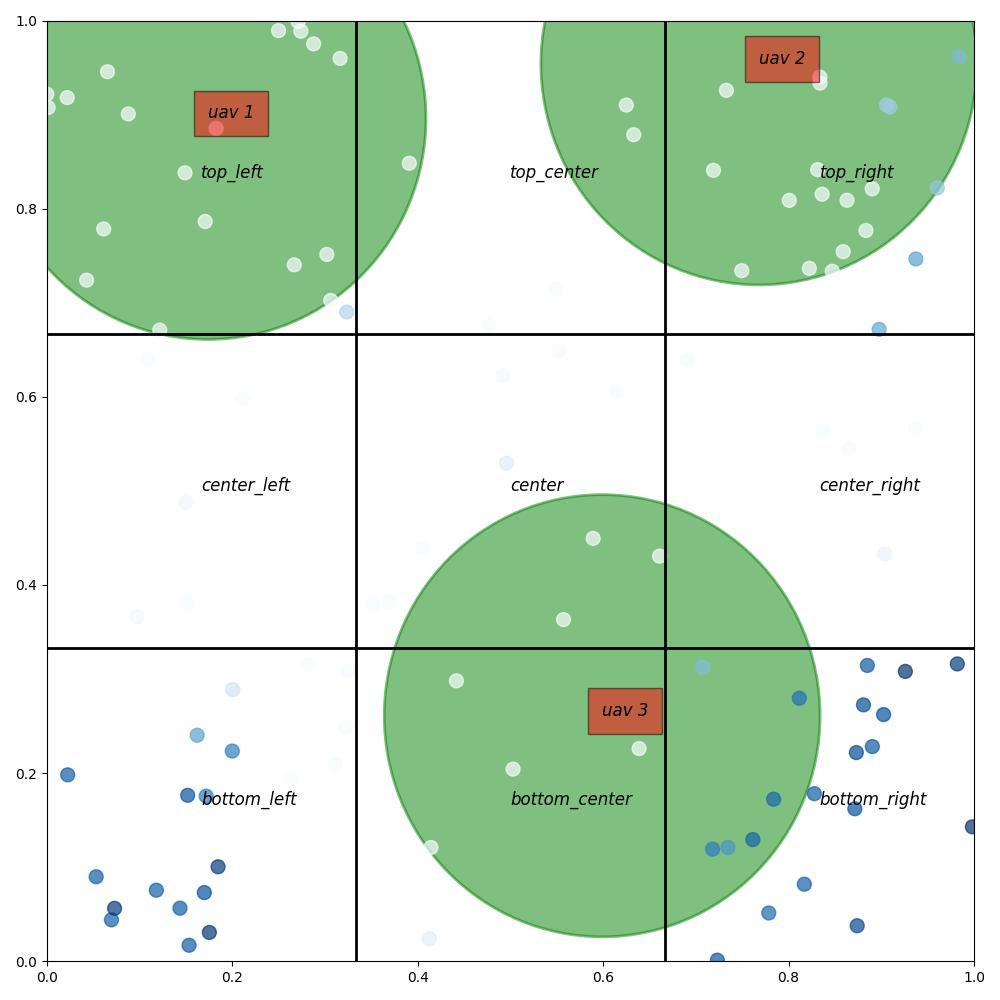 1.0
uav 2
uav 1
top_left
top_center
top_right
0.8
0.6
center_left
center
center_right
0.4
uav 3
0.2
bottom_left
bottom_center
bottom_right
0.0
0.0
0.2
0.4
0.6
0.8
1.0